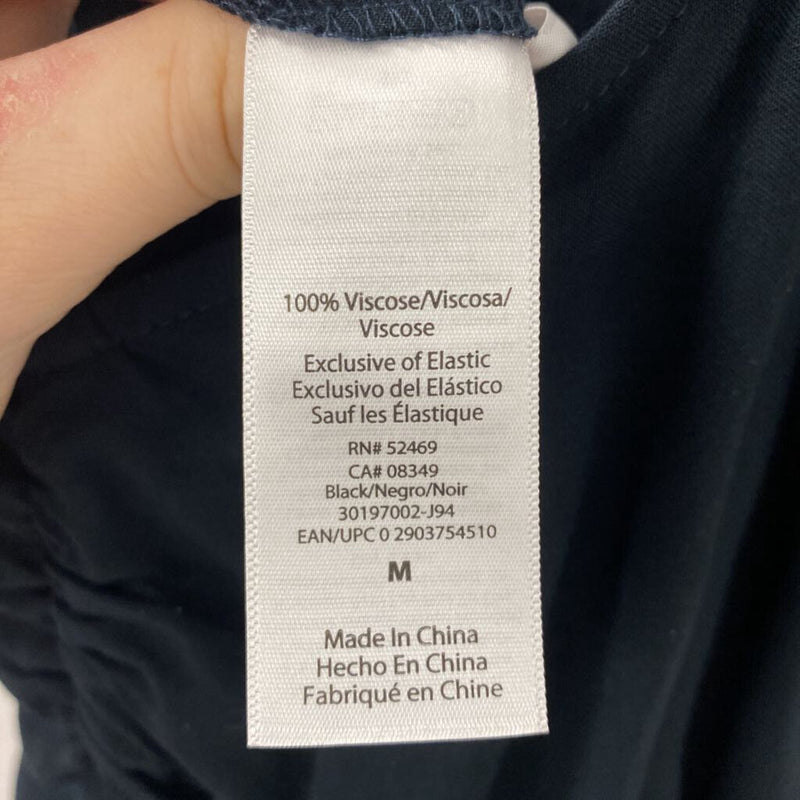 100% Viscose/Viscosa/
Viscose
Exclusive of Elastic
Exclusivo del Elástico
Sauf les Élastique
RN# 52469
CA# 08349
Black/Negro/Noir
30197002-J94
EAN/UPC 0 2903754510
M
Made In China
Hecho En China
Fabriqué en Chine